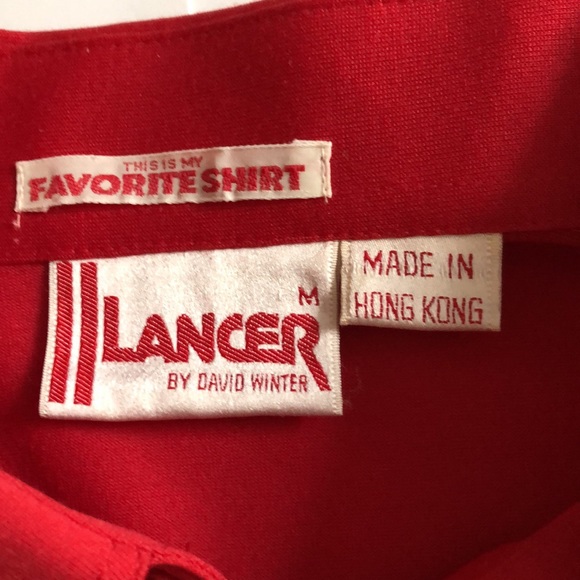 THIS IS MY
FAVORITE SHIRT
M
LANCER
BY DAVID WINTER
MADE IN
HONG KONG